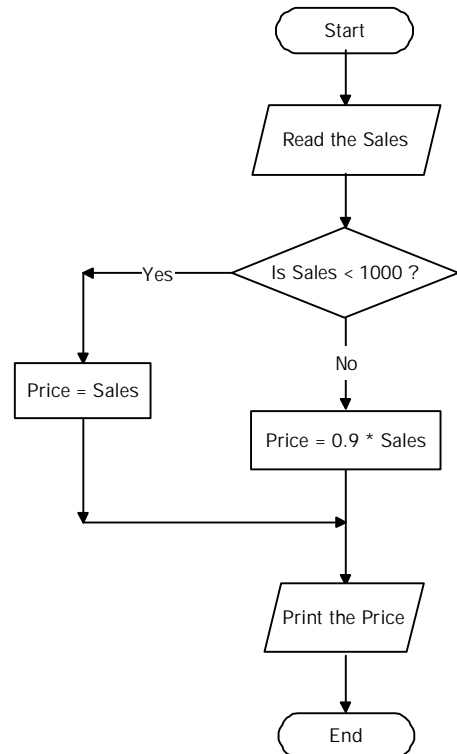 Start
Read the Sales
Is Sales < 1000 ?
Yes
No
Price = Sales
Price = 0.9 * Sales
Print the Price
End